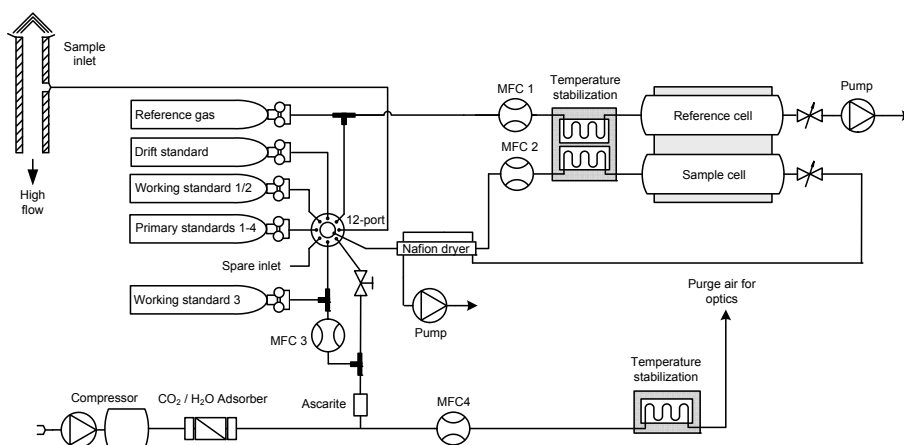 Sample
inlet
High
flow
Reference gas
Drift standard
Working standard 1/2
Primary standards 1-4
Spare inlet
Working standard 3
12-port
MFC 1
MFC 2
Temperature
stabilization
Reference cell
Sample cell
Pump
Nafion dryer
Pump
MFC 3
Purge air for
optics
Temperature
stabilization
Compressor
CO₂ / H₂O Adsorber
Ascarite
MFC4